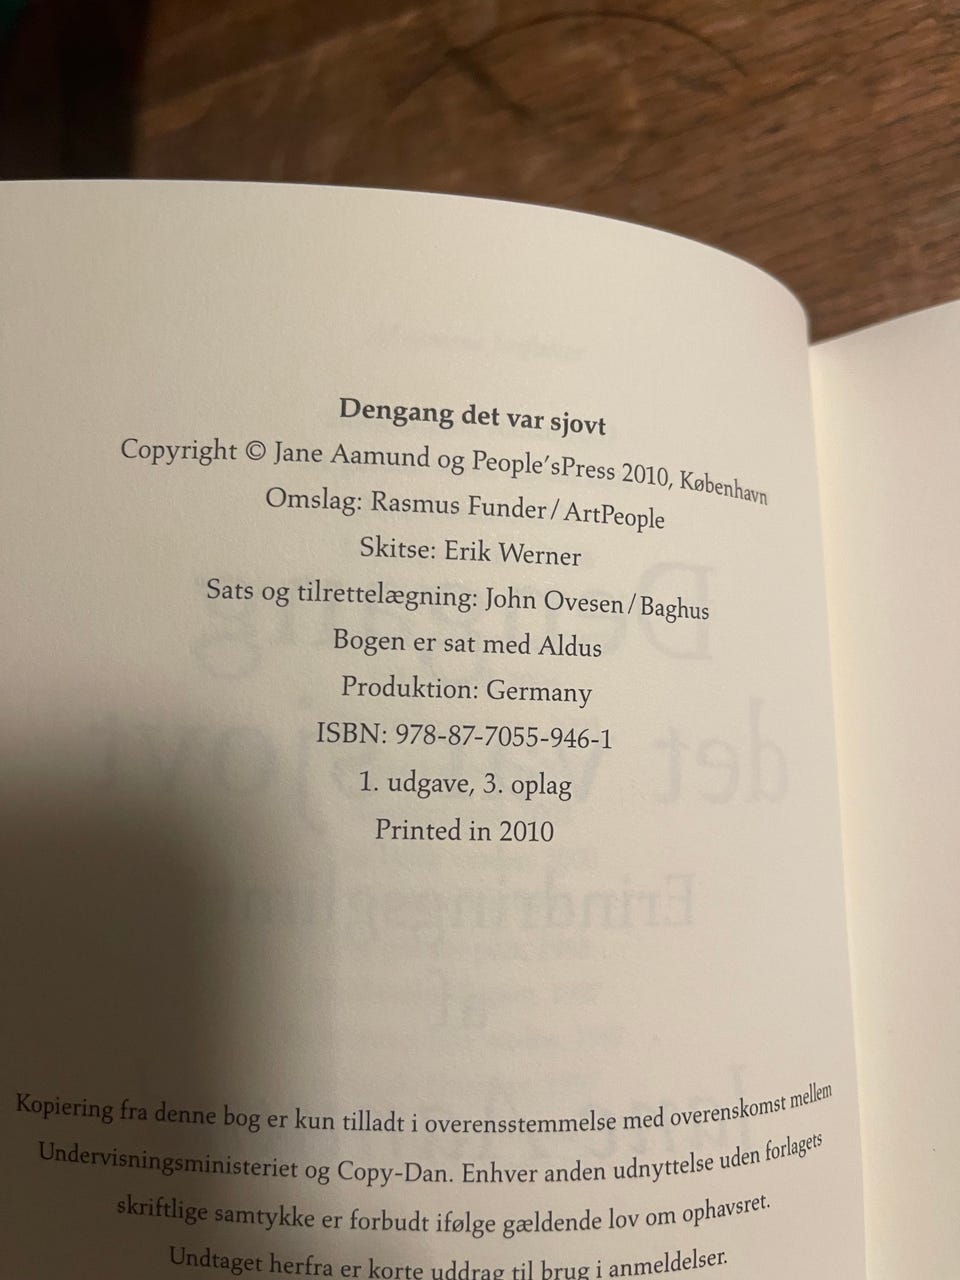 Dengang det var sjovt
Copyright © Jane Aamund og People'sPress 2010, København
Omslag: Rasmus Funder / ArtPeople
Skitse: Erik Werner
Sats og tilrettelægning: John Ovesen / Baghus
Bogen er sat med Aldus
Produktion: Germany
ISBN: 978-87-7055-946-1
1. udgave, 3. oplag
Printed in 2010
Kopiering fra denne bog er kun tilladt i overensstemmelse med overenskomst mellem
Undervisningsministeriet og Copy-Dan. Enhver anden udnyttelse uden forlagets
skriftlige samtykke er forbudt ifølge gældende lov om ophavsret.
Undtaget herfra er korte uddrag til brug i anmeldelser.